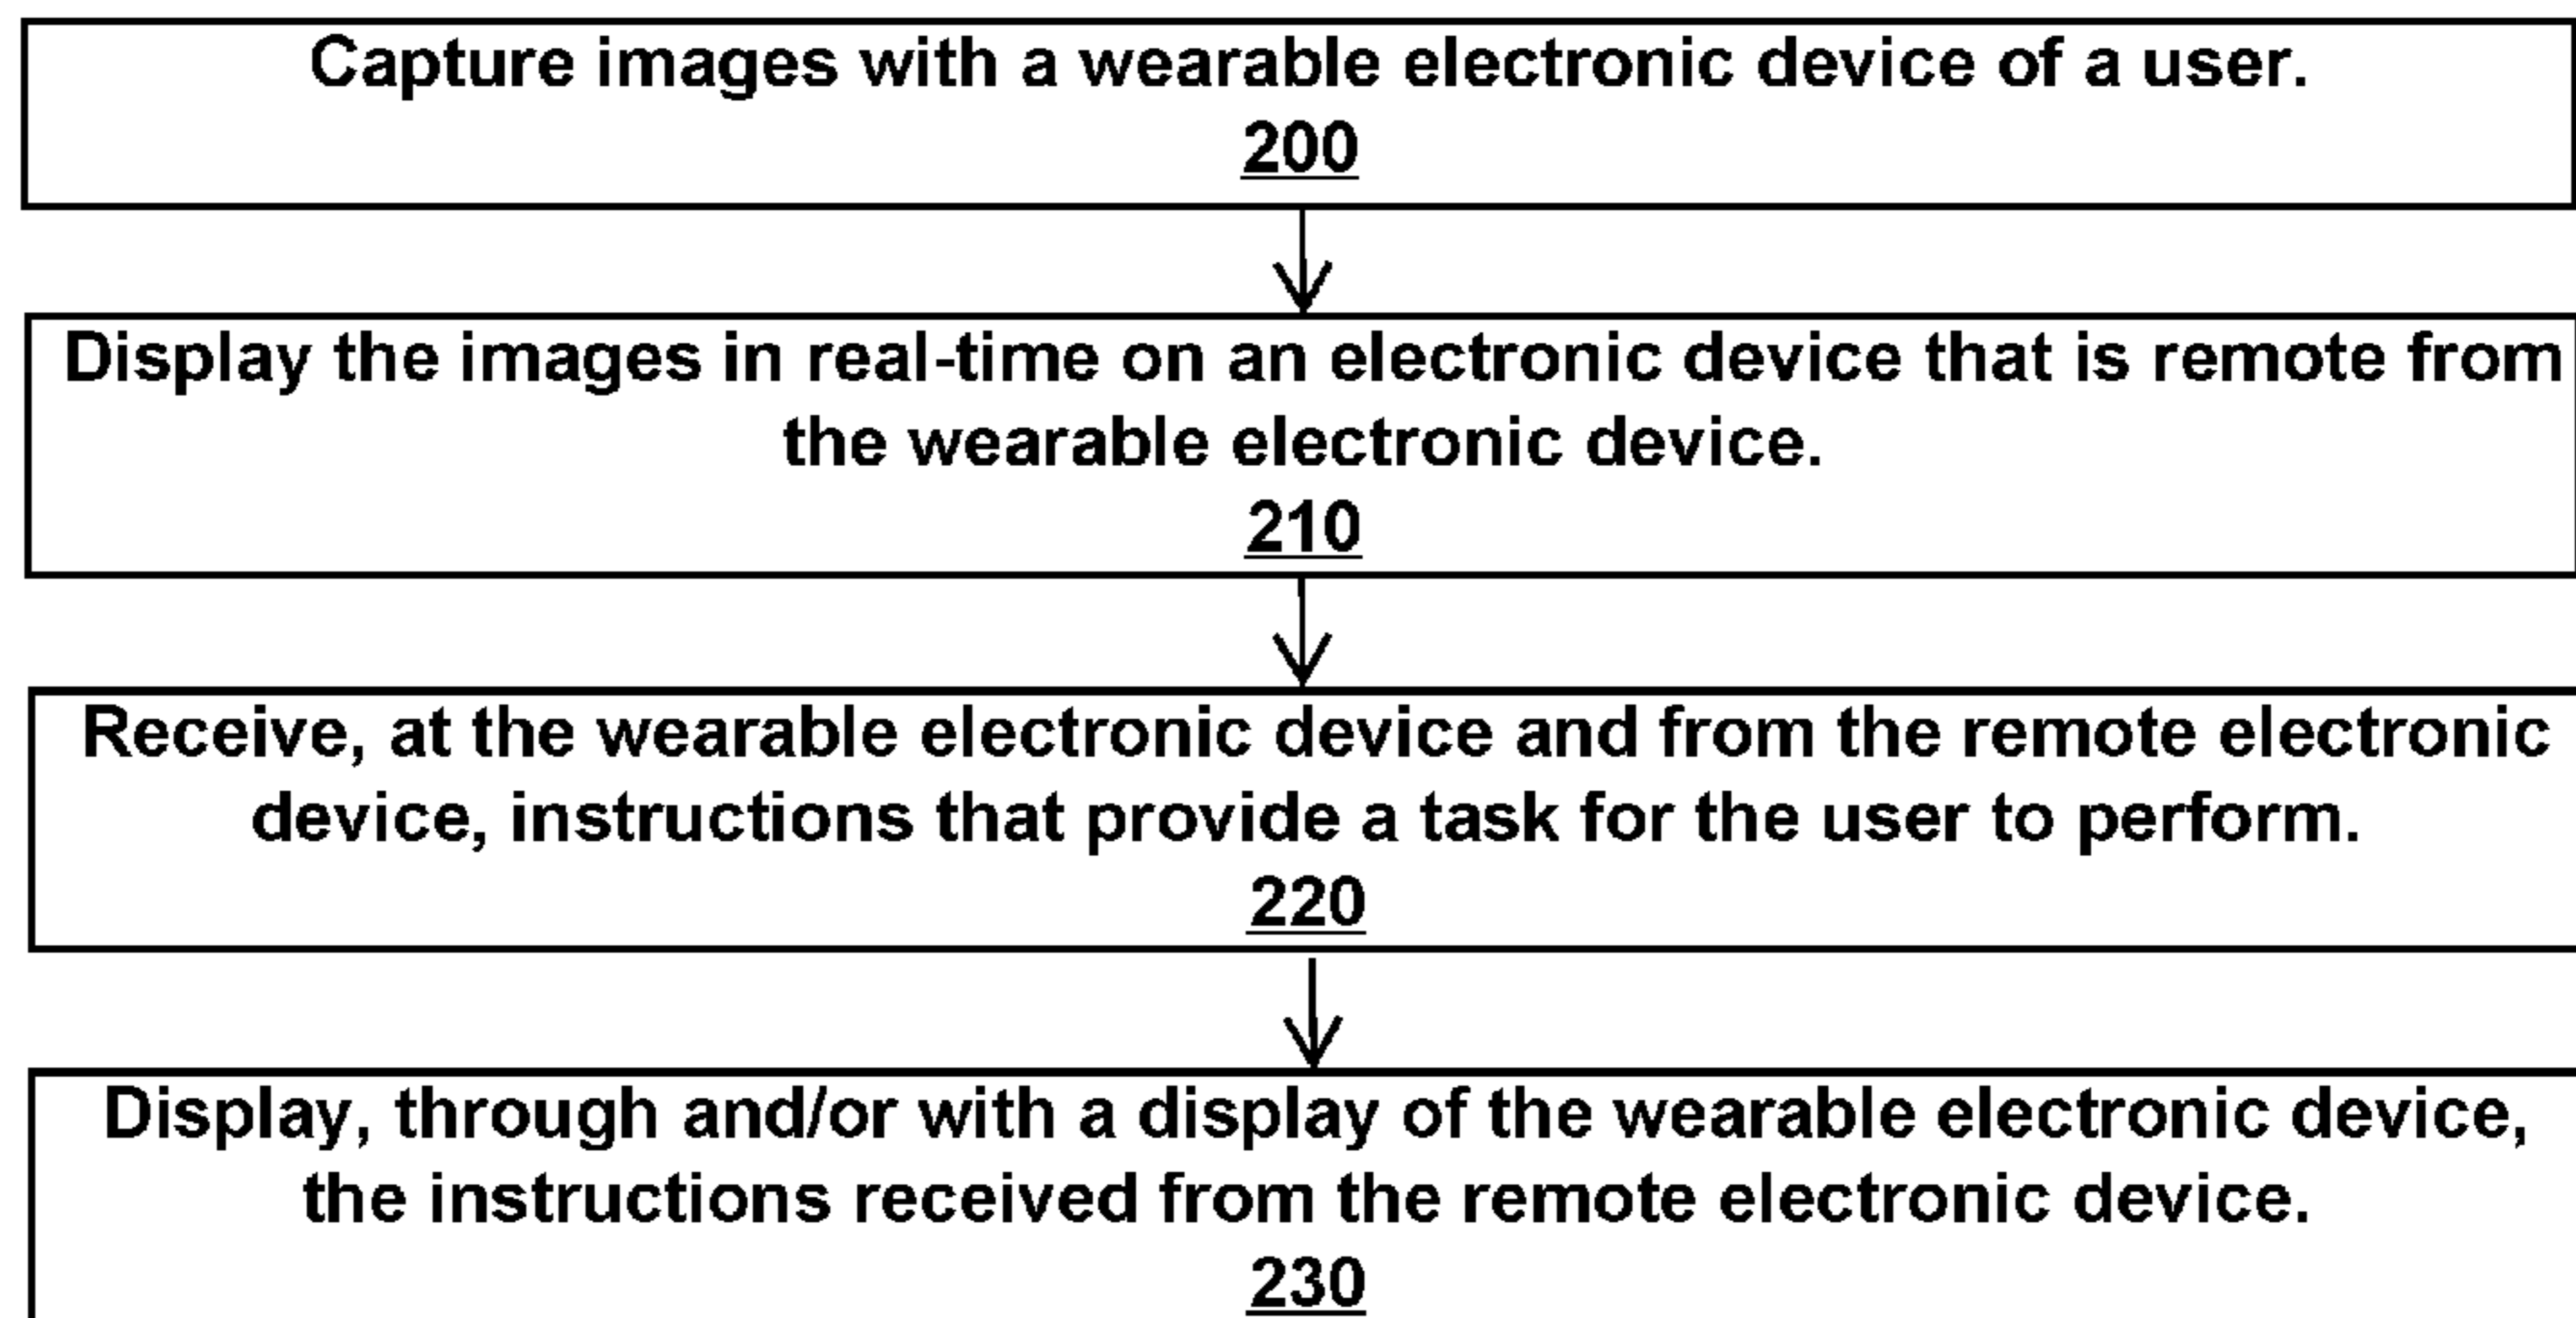 Capture images with a wearable electronic device of a user.
200
Display the images in real-time on an electronic device that is remote from
the wearable electronic device.
210
Receive, at the wearable electronic device and from the remote electronic
device, instructions that provide a task for the user to perform.
220
Display, through and/or with a display of the wearable electronic device,
the instructions received from the remote electronic device.
230